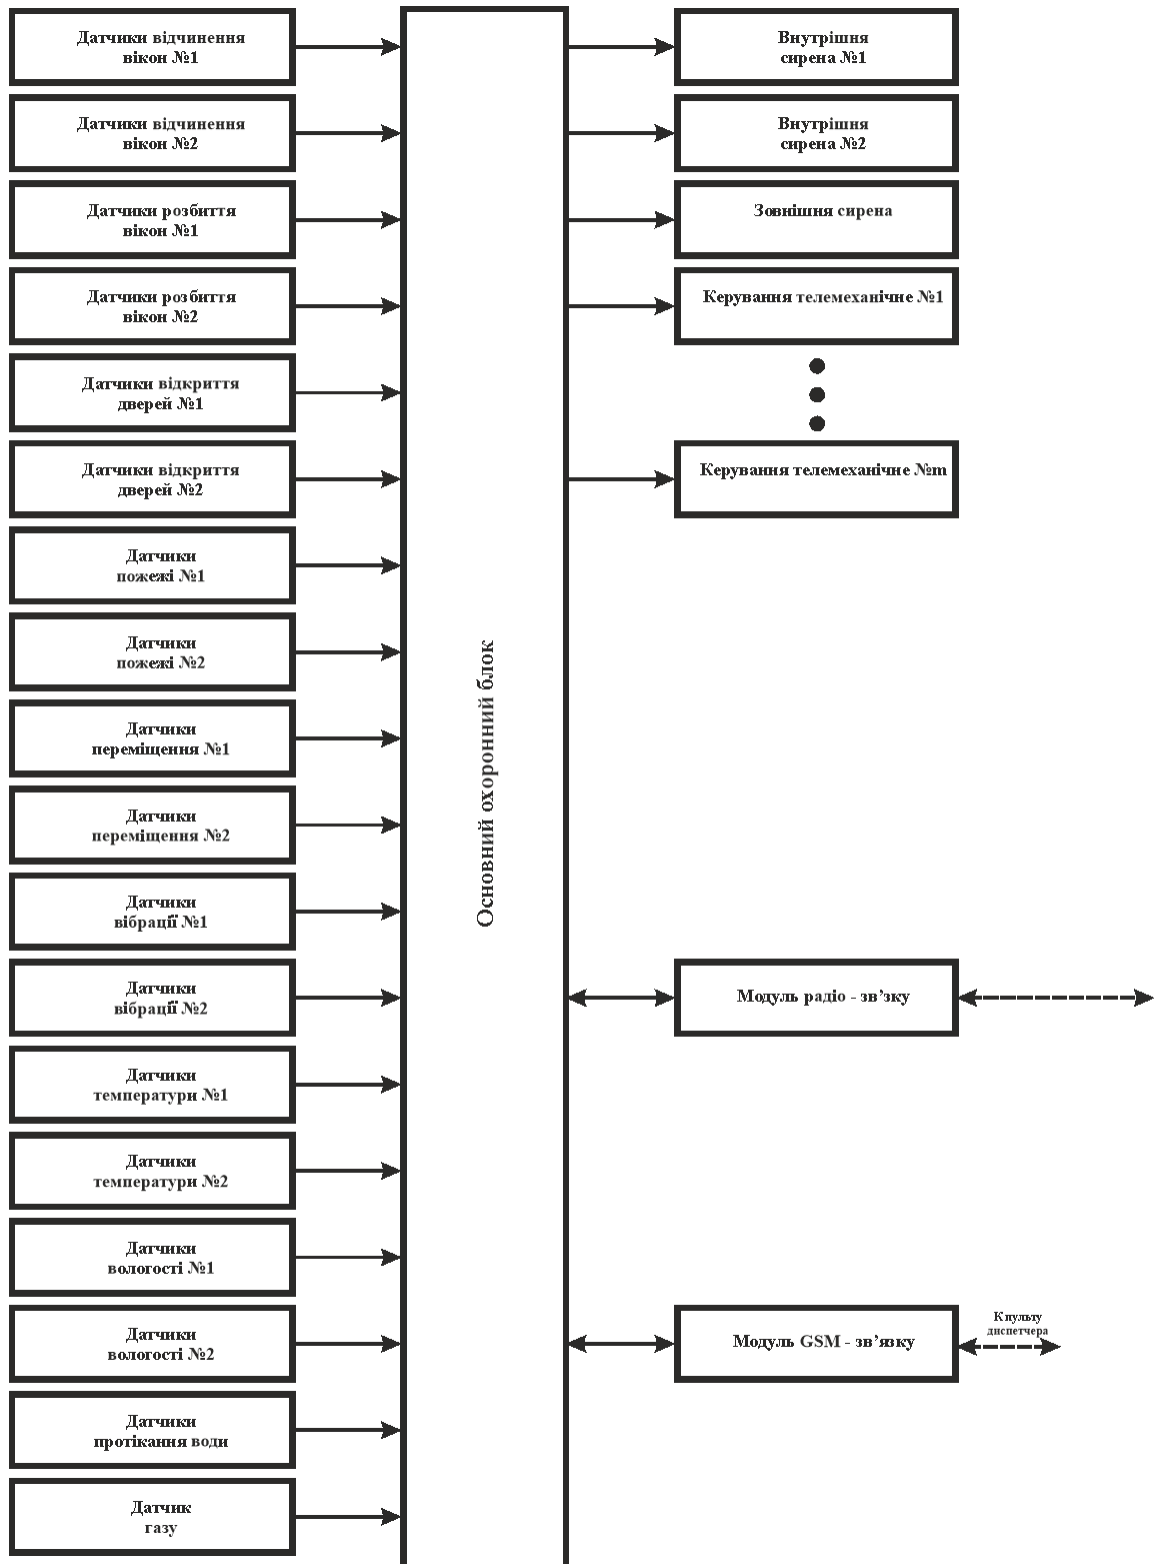 Датчики відчинення
вікон №1
Датчики відчинення
вікон №2
Датчики розбиття
вікон №1
Датчики розбиття
вікон №2
Датчики відкриття
дверей №1
Датчики відкриття
дверей №2
Датчики
пожежі №1
Датчики
пожежі №2
Датчики
переміщення №1
Датчики
переміщення №2
Датчики
вібрації №1
Датчики
вібрації №2
Датчики
температури №1
Датчики
температури №2
Датчики
вологості №1
Датчики
вологості №2
Датчики
протікання води
Датчик
газу
Основний охоронний блок
Внутрішня
сирена №1
Внутрішня
сирена №2
Зовнішня сирена
Керування телемеханічне №1
Керування телемеханічне №m
Модуль радіо - зв’зку
Модуль GSM - зв’язку
К пульту
диспетчера